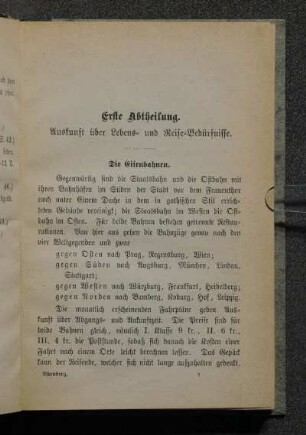 Erste Abtheilung.
Auskunft über Lebens- und Reise-Bedürfnisse.
Die Eisenbahnen.
Gegenwärtig sind die Staatsbahn und die Ostbahn mit
ihren Bahnhöfen im Süden der Stadt vor dem Frauenthor
noch unter einem Dache in dem in gothischem Stil errich-
teten Gebäude vereinigt; die Staatsbahn im Westen die Ost-
bahn im Osten. Für beide Bahnen bestehen getrennte Restau-
rationen. Von hier aus gehen die Bahnzüge genau nach den
vier Weltgegenden und zwar
gegen Osten nach Prag, Regensburg, Wien;
gegen Süden nach Augsburg, München, Lindau,
Stuttgart;
gegen Westen nach Würzburg, Frankfurt, Heidelberg;
gegen Norden nach Bamberg, Koburg, Hof, Leipzig.
Die monatlich erscheinenden Fahrpläne geben genaue
Auskunft über Abgangs- und Ankunftzeit. Die Preise sind für
beide Bahnen gleich, nämlich I. Klasse 9 kr., II. 6 kr.,
III. 4 kr. die Poststunde, sodaß sich danach die Kosten einer
Fahrt nach einem Orte leicht berechnen lassen. Das Gepäck
kann der Reisende, welcher sich nicht lange aufzuhalten gedenkt,
Nürnberg.